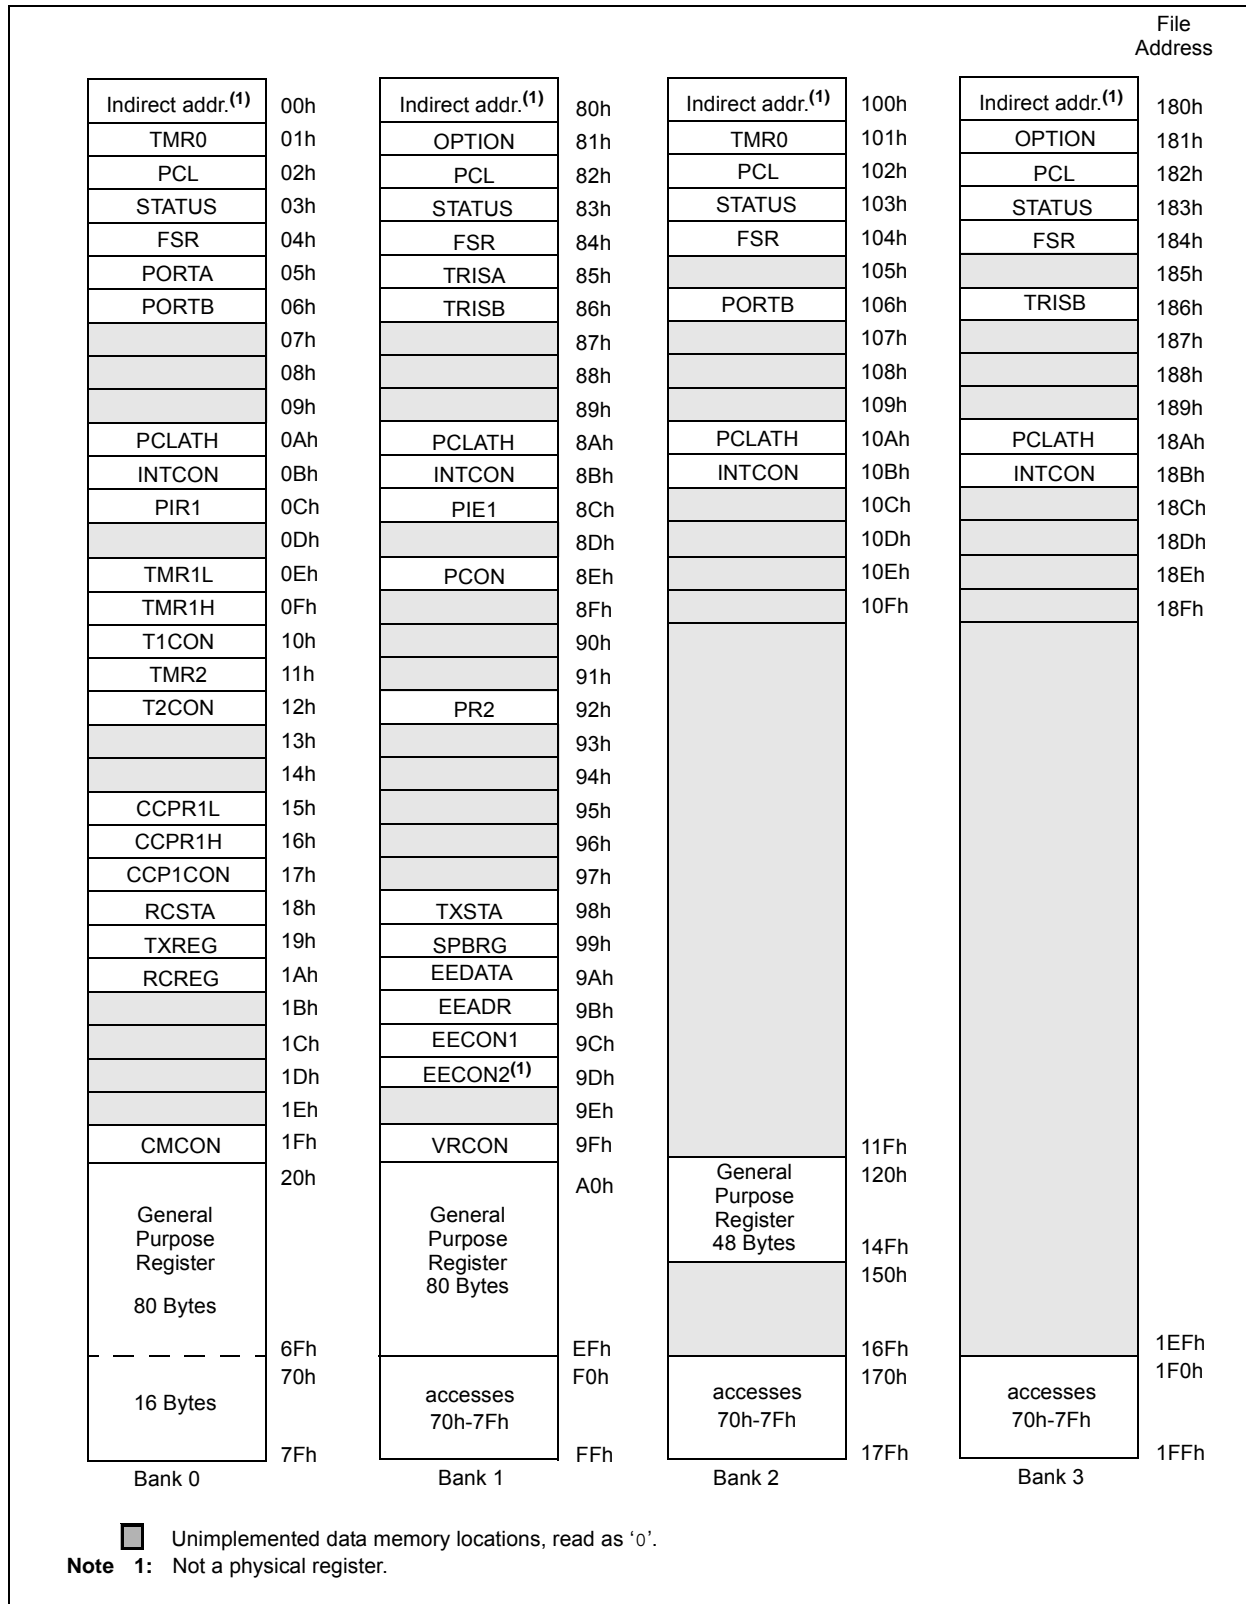 File
Address
Indirect addr.(1) 00h Indirect addr.(1) 80h Indirect addr.(1) 100h Indirect addr.(1) 180h
TMR0 01h OPTION 81h TMR0 101h OPTION 181h
PCL 02h PCL 82h PCL 102h PCL 182h
STATUS 03h STATUS 83h STATUS 103h STATUS 183h
FSR 04h FSR 84h FSR 104h FSR 184h
PORTA 05h TRISA 85h 105h 185h
PORTB 06h TRISB 86h PORTB 106h TRISB 186h
07h 87h 107h 187h
08h 88h 108h 188h
09h 89h 109h 189h
PCLATH 0Ah PCLATH 8Ah PCLATH 10Ah PCLATH 18Ah
INTCON 0Bh INTCON 8Bh INTCON 10Bh INTCON 18Bh
PIR1 0Ch PIE1 8Ch 10Ch 18Ch
0Dh 8Dh 10Dh 18Dh
TMR1L 0Eh PCON 8Eh 10Eh 18Eh
TMR1H 0Fh 8Fh 10Fh 18Fh
T1CON 10h 90h
TMR2 11h 91h
T2CON 12h PR2 92h
13h 93h
14h 94h
CCPR1L 15h 95h
CCPR1H 16h 96h
CCP1CON 17h 97h
RCSTA 18h TXSTA 98h
TXREG 19h SPBRG 99h
RCREG 1Ah EEDATA 9Ah
1Bh EEADR 9Bh
1Ch EECON1 9Ch
1Dh EECON2(1) 9Dh
1Eh 9Eh
CMCON 1Fh VRCON 9Fh 11Fh
20h A0h General 120h
General General Purpose
Purpose Purpose Register
Register Register 48 Bytes 14Fh
80 Bytes 80 Bytes 150h
6Fh EFh 16Fh 1EFh
70h F0h 170h 1F0h
16 Bytes accesses accesses accesses
70h-7Fh 70h-7Fh 70h-7Fh
7Fh FFh 17Fh 1FFh
Bank 0 Bank 1 Bank 2 Bank 3
Unimplemented data memory locations, read as ‘0’.
Note 1: Not a physical register.